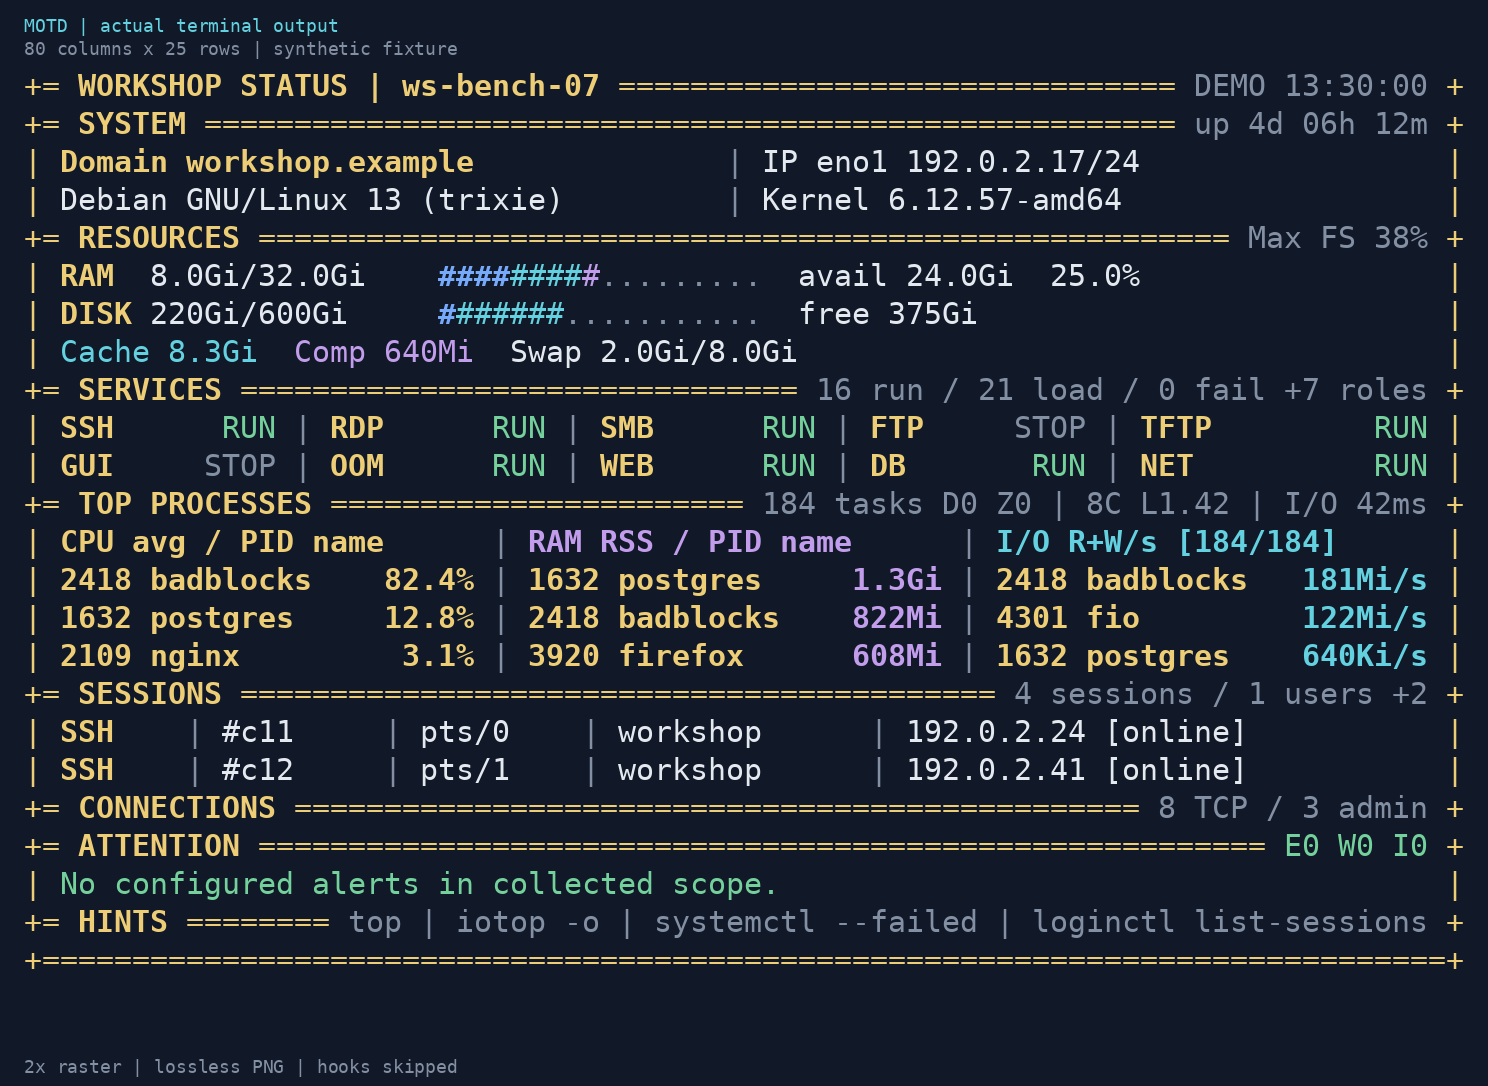 MOTD | actual terminal output
80 columns x 25 rows | synthetic fixture
+= WORKSHOP STATUS | ws-bench-07 =============================== DEMO 13:30:00 +
+= SYSTEM ====================================================== up 4d 06h 12m +
| Domain workshop.example              | IP eno1 192.0.2.17/24                 |
| Debian GNU/Linux 13 (trixie)         | Kernel 6.12.57-amd64                  |
+= RESOURCES ====================================================== Max FS 38% +
| RAM  8.0Gi/32.0Gi    #########.........  avail 24.0Gi  25.0%                 |
| DISK 220Gi/600Gi     #######...........  free 375Gi                          |
| Cache 8.3Gi  Comp 640Mi  Swap 2.0Gi/8.0Gi                                    |
+= SERVICES =============================== 16 run / 21 load / 0 fail +7 roles +
| SSH      RUN | RDP      RUN | SMB      RUN | FTP     STOP | TFTP         RUN |
| GUI     STOP | OOM      RUN | WEB      RUN | DB       RUN | NET          RUN |
+= TOP PROCESSES ======================= 184 tasks D0 Z0 | 8C L1.42 | I/O 42ms +
| CPU avg / PID name      | RAM RSS / PID name      | I/O R+W/s [184/184]      |
| 2418 badblocks    82.4% | 1632 postgres     1.3Gi | 2418 badblocks   181Mi/s |
| 1632 postgres     12.8% | 2418 badblocks    822Mi | 4301 fio         122Mi/s |
| 2109 nginx         3.1% | 3920 firefox      608Mi | 1632 postgres    640Ki/s |
+= SESSIONS ========================================== 4 sessions / 1 users +2 +
| SSH    | #c11     | pts/0    | workshop      | 192.0.2.24 [online]           |
| SSH    | #c12     | pts/1    | workshop      | 192.0.2.41 [online]           |
+= CONNECTIONS =============================================== 8 TCP / 3 admin +
+= ATTENTION ======================================================== E0 W0 I0 +
| No configured alerts in collected scope.                                     |
+= HINTS ======== top | iotop -o | systemctl --failed | loginctl list-sessions +
+==============================================================================+
2x raster | lossless PNG | hooks skipped